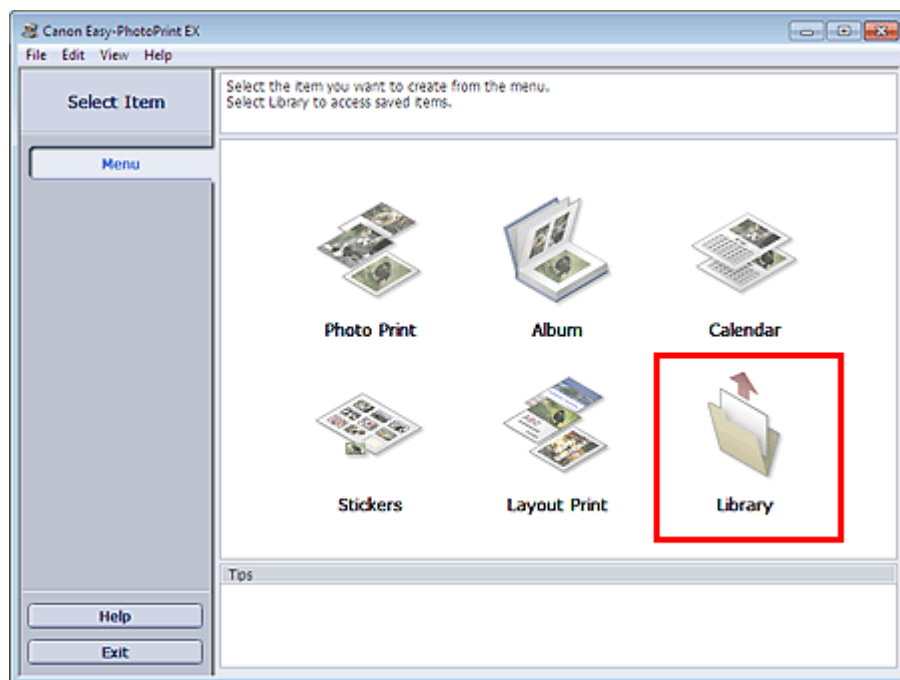 Canon Easy-PhotoPrint EX
File Edit View Help
Select Item
Select the item you want to create from the menu.
Select Library to access saved items.
Menu
Photo Print
Album
Calendar
Stickers
Layout Print
Library
Tips
Help
Exit